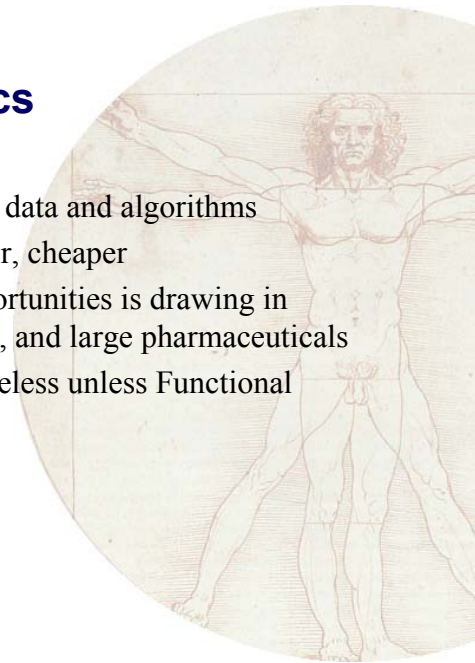 cs
data and algorithms
r, cheaper
ortunities is drawing in
, and large pharmaceuticals
eless unless Functional